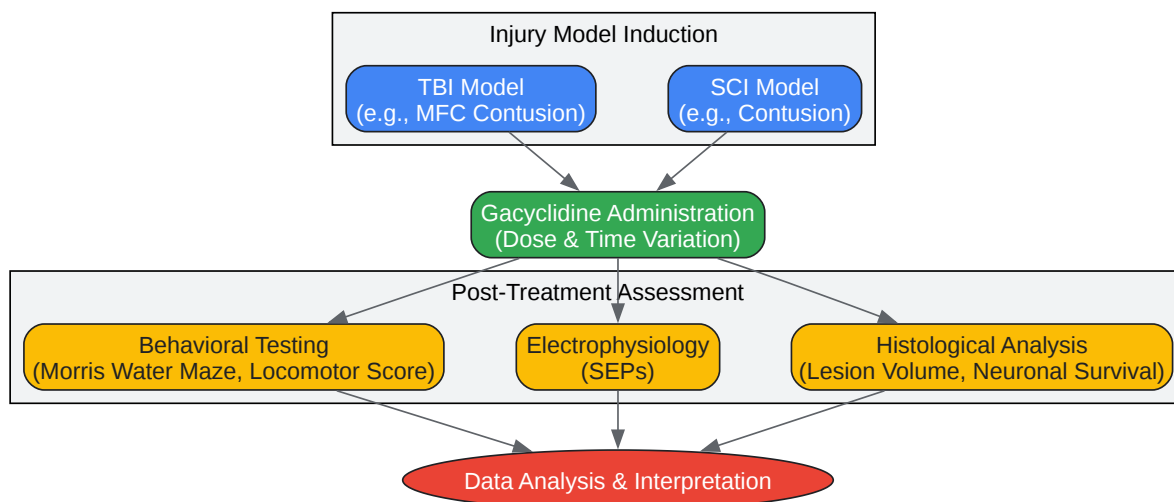 Injury Model Induction
TBI Model
(e.g., MFC Contusion)
SCI Model
(e.g., Contusion)
Gacyclidine Administration
(Dose & Time Variation)
Post-Treatment Assessment
Behavioral Testing
(Morris Water Maze, Locomotor Score)
Electrophysiology
(SEPs)
Histological Analysis
(Lesion Volume, Neuronal Survival)
Data Analysis & Interpretation